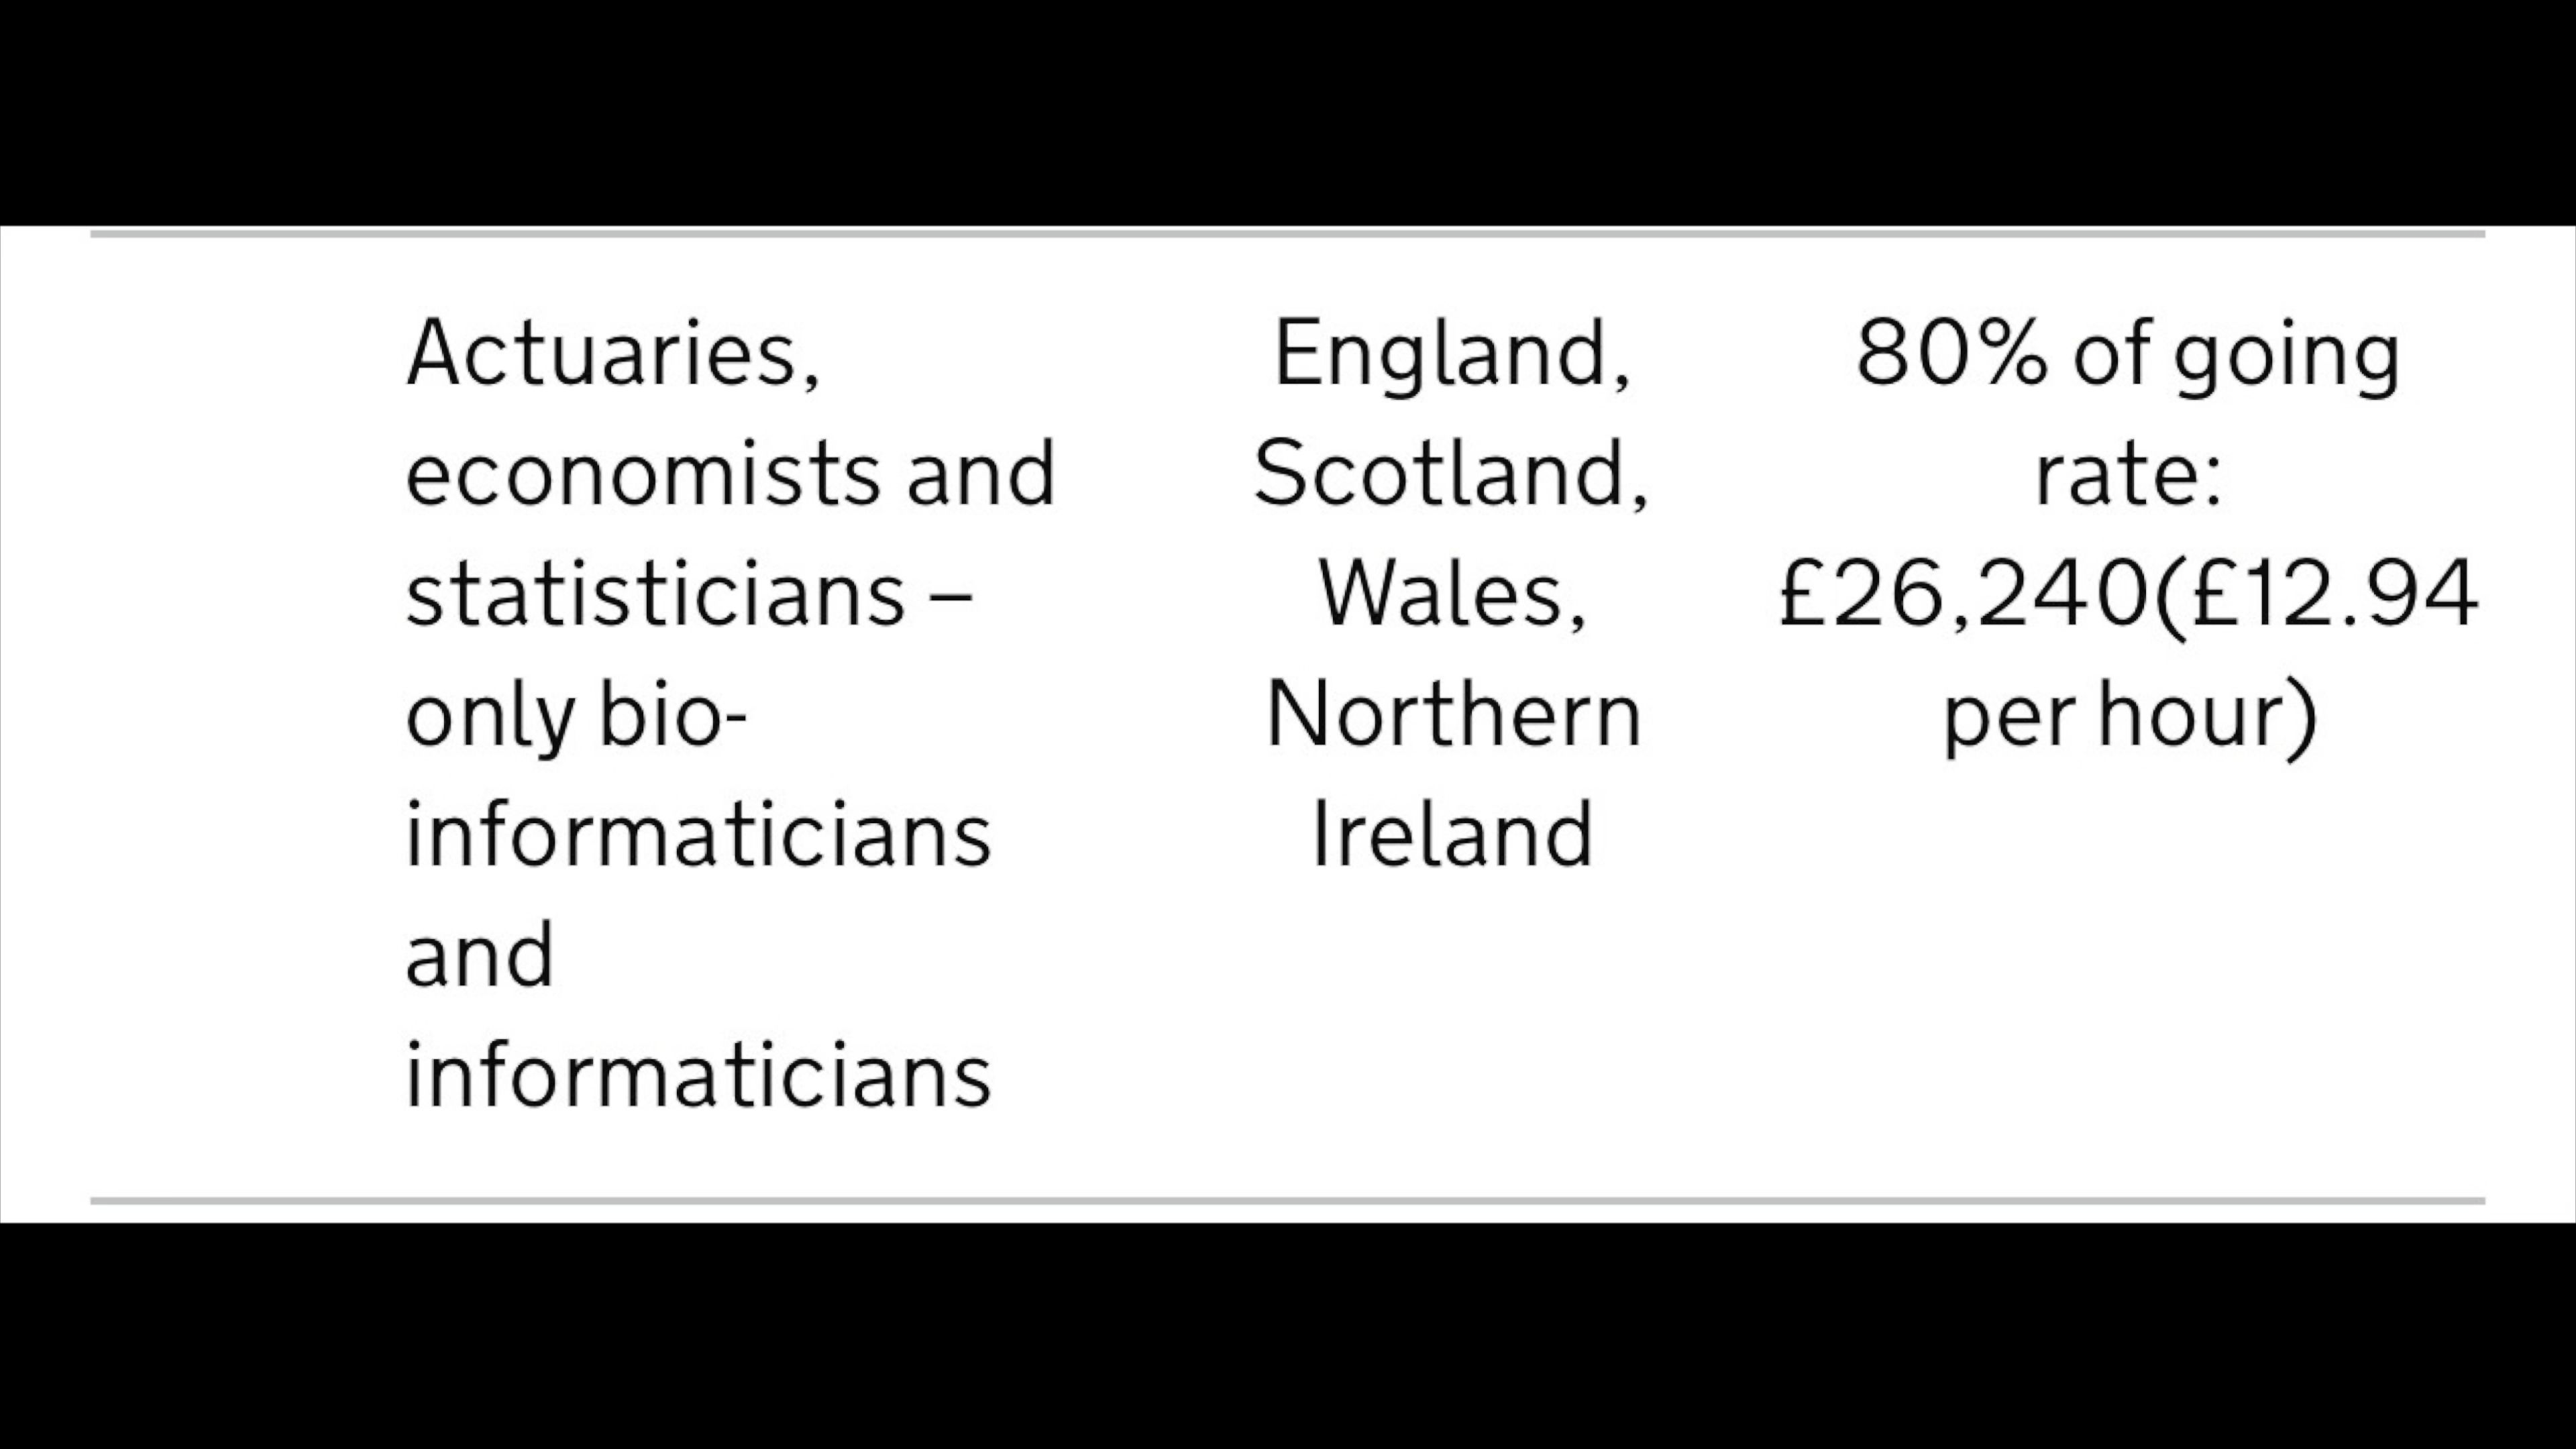 Actuaries,
economists and
statisticians –
only bio-
informaticians
and
informaticians
England,
Scotland,
Wales,
Northern
Ireland
80% of going
rate:
£26,240(£12.94
per hour)